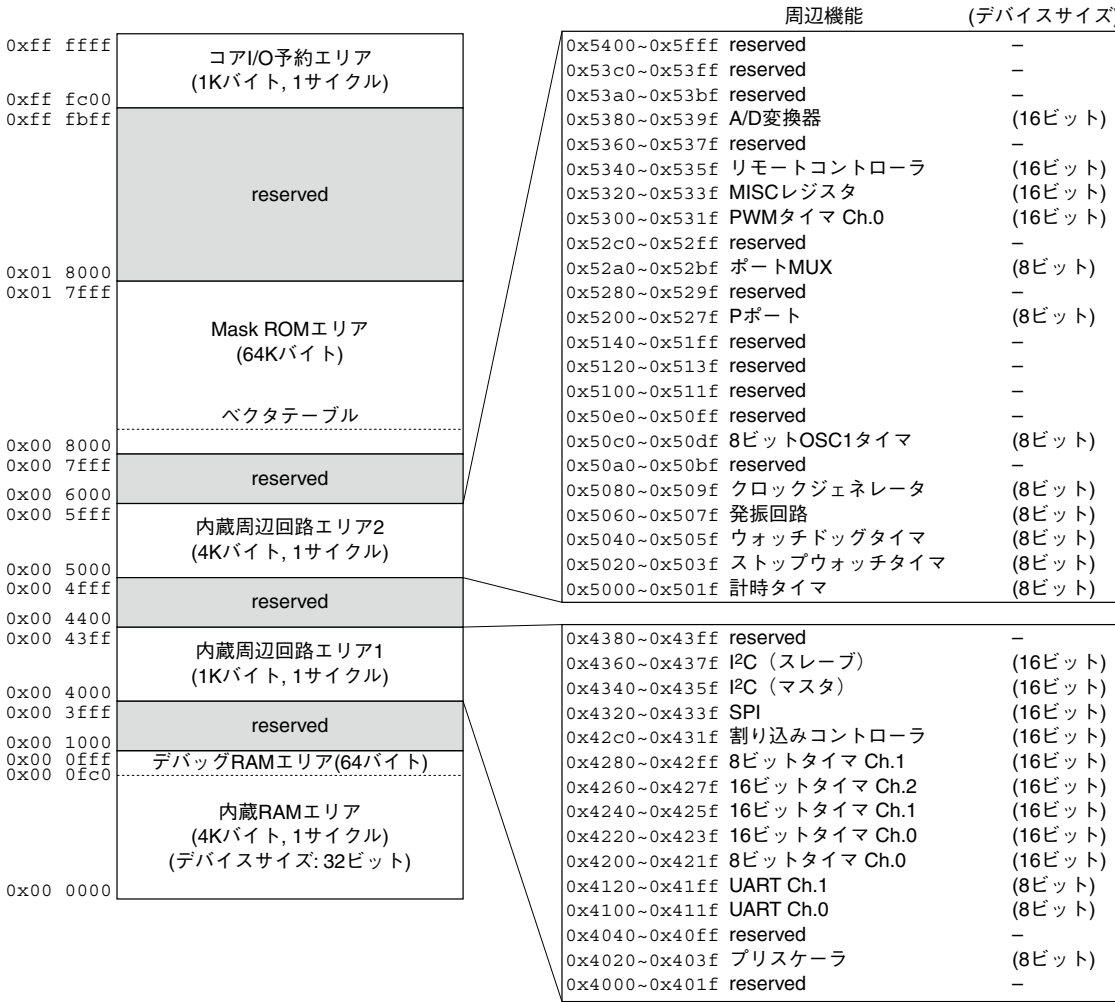 0xff ffff
コアI/O予約エリア
(1Kバイト, 1サイクル)
0xff fc00
0xff fbff
reserved
0x01 8000
0x01 7fff
Mask ROMエリア
(64Kバイト)
ベクタテーブル
0x00 8000
0x00 7fff
reserved
0x00 6000
0x00 5fff
内蔵周辺回路エリア2
(4Kバイト, 1サイクル)
0x00 5000
0x00 4fff
reserved
0x00 4400
0x00 43ff
内蔵周辺回路エリア1
(1Kバイト, 1サイクル)
0x00 4000
0x00 3fff
reserved
0x00 1000
0x00 0fff
デバッグRAMエリア(64バイト)
0x00 0fc0
内蔵RAMエリア
(4Kバイト, 1サイクル)
(デバイスサイズ: 32ビット)
0x00 0000
周辺機能 (デバイスサイズ)
0x5400~0x5fff reserved –
0x53c0~0x53ff reserved –
0x53a0~0x53bf reserved –
0x5380~0x539f A/D変換器 (16ビット)
0x5360~0x537f reserved –
0x5340~0x535f リモートコントローラ (16ビット)
0x5320~0x533f MISCレジスタ (16ビット)
0x5300~0x531f PWMタイマ Ch.0 (16ビット)
0x52c0~0x52ff reserved –
0x52a0~0x52bf ポートMUX (8ビット)
0x5280~0x529f reserved –
0x5200~0x527f Pポート (8ビット)
0x5140~0x51ff reserved –
0x5120~0x513f reserved –
0x5100~0x511f reserved –
0x50e0~0x50ff reserved –
0x50c0~0x50df 8ビットOSC1タイマ (8ビット)
0x50a0~0x50bf reserved –
0x5080~0x509f クロックジェネレータ (8ビット)
0x5060~0x507f 発振回路 (8ビット)
0x5040~0x505f ウォッチドッグタイマ (8ビット)
0x5020~0x503f ストップウォッチタイマ (8ビット)
0x5000~0x501f 計時タイマ (8ビット)
0x4380~0x43ff reserved –
0x4360~0x437f I2C（スレーブ） (16ビット)
0x4340~0x435f I2C（マスタ） (16ビット)
0x4320~0x433f SPI (16ビット)
0x42c0~0x431f 割り込みコントローラ (16ビット)
0x4280~0x42ff 8ビットタイマ Ch.1 (16ビット)
0x4260~0x427f 16ビットタイマ Ch.2 (16ビット)
0x4240~0x425f 16ビットタイマ Ch.1 (16ビット)
0x4220~0x423f 16ビットタイマ Ch.0 (16ビット)
0x4200~0x421f 8ビットタイマ Ch.0 (16ビット)
0x4120~0x41ff UART Ch.1 (8ビット)
0x4100~0x411f UART Ch.0 (8ビット)
0x4040~0x40ff reserved –
0x4020~0x403f プリスケーラ (8ビット)
0x4000~0x401f reserved –